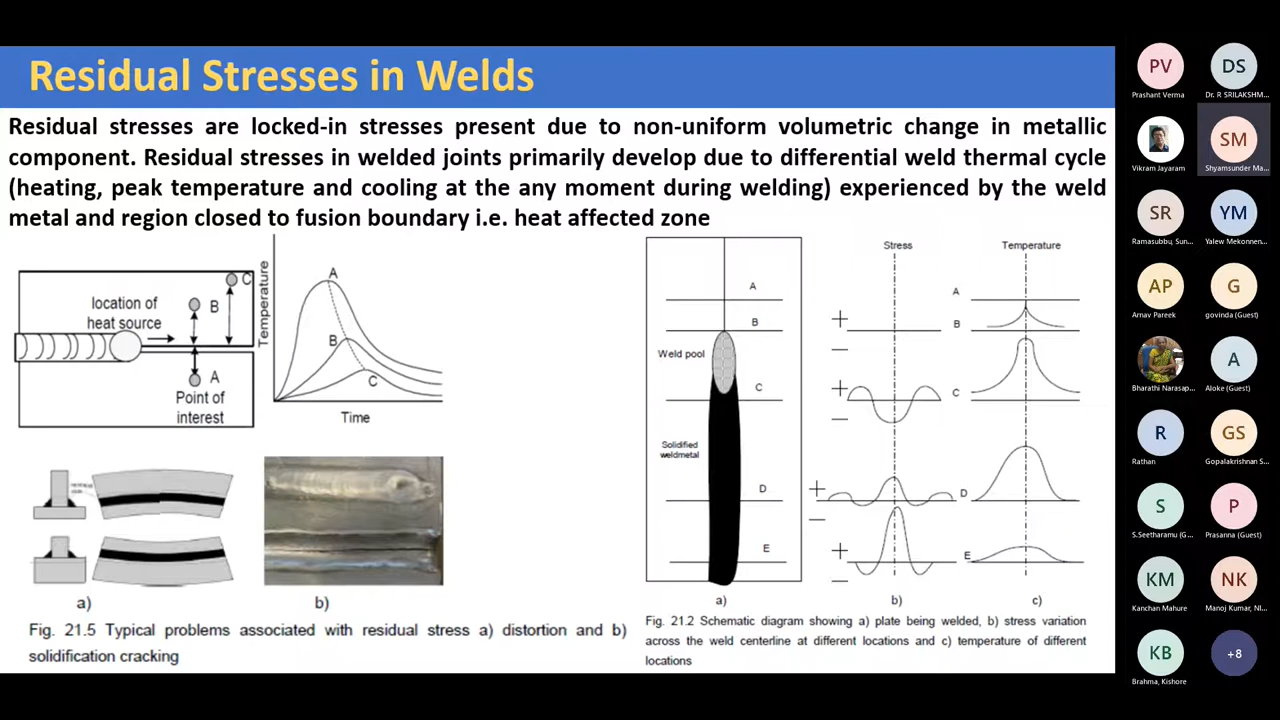 Residual Stresses in Welds
Residual stresses are locked-in stresses present due to non-uniform volumetric change in metallic
component. Residual stresses in welded joints primarily develop due to differential weld thermal cycle
(heating, peak temperature and cooling at the any moment during welding) experienced by the weld
metal and region closed to fusion boundary i.e. heat affected zone
location of
heat source
B
C
A
Point of
interest
Temperature
A
B
C
Time
a)
b)
Fig. 21.5 Typical problems associated with residual stress a) distortion and b)
solidification cracking
A
B
Weld pool
C
Solidified
weldmetal
D
E
a)
Stress
+
−
+
−
+
−
+
−
b)
Temperature
A
B
C
D
E
c)
Fig. 21.2 Schematic diagram showing a) plate being welded, b) stress variation
across the weld centerline at different locations and c) temperature of different
locations
PV
Prashant Verma
DS
Dr. R SRILAKSHM...
Vikram Jayaram
SM
Shyamsunder Ma...
SR
Ramasubbu, Sun...
YM
Yalew Mekonnen...
AP
Arnav Pareek
G
govinda (Guest)
Bharathi Narasap...
A
Aloke (Guest)
R
Rathan
GS
Gopalakrishnan S...
S
S.Seetharamu (G...
P
Prasanna (Guest)
KM
Kanchan Mahure
NK
Manoj Kumar, NI...
KB
Brahma, Kishore
+8